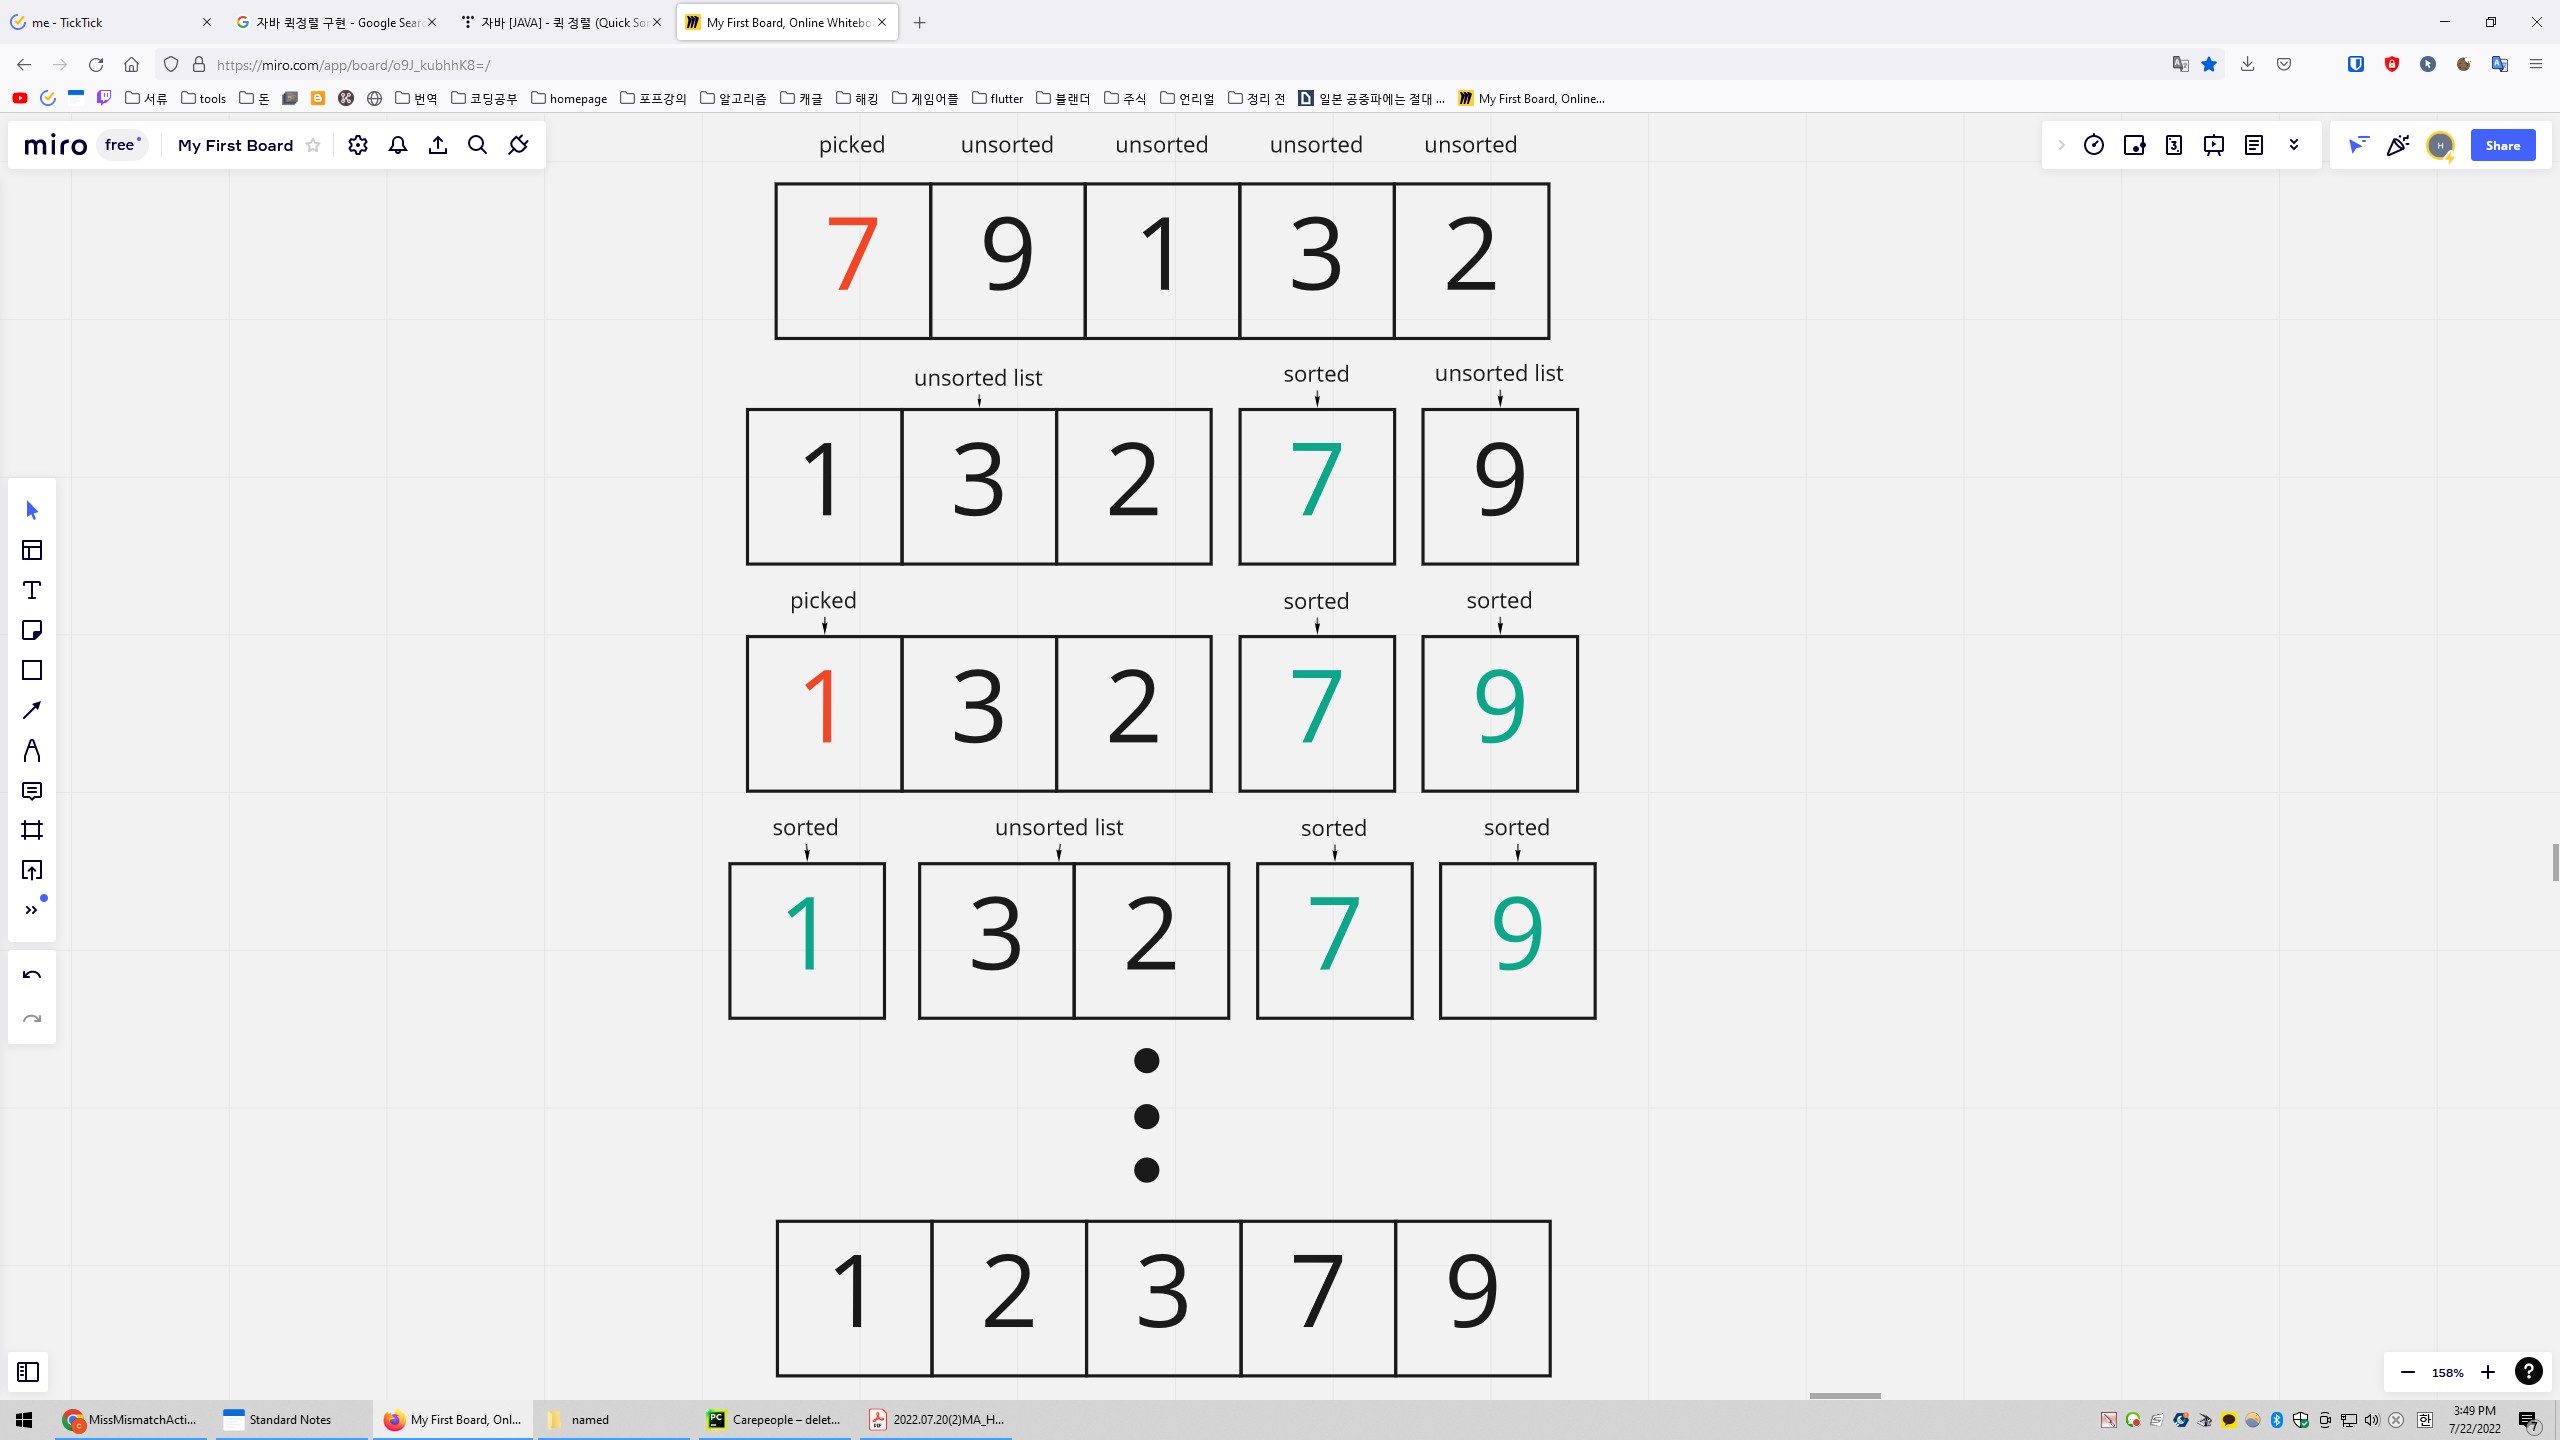 me - TickTick
자바 퀵정렬 구현 - Google Sear
자바 [JAVA] - 퀵 정렬 (Quick So
My First Board, Online Whitebo
https://miro.com/app/board/o9J_kubhhK8=/
서류 tools 돈 번역 코딩공부 homepage 포프강의 알고리즘 캐글 해킹 게임어플 flutter 블랜더 주식 언리얼 정리 전 일본 공중파에는 절대 ... My First Board, Online...
miro free My First Board
3
H
Share
picked unsorted unsorted unsorted unsorted
7 9 1 3 2
unsorted list sorted unsorted list
1 3 2 7 9
picked sorted sorted
1 3 2 7 9
sorted unsorted list sorted sorted
1 3 2 7 9
1 2 3 7 9
158%
MissMismatchActi...
Standard Notes
My First Board, Onl...
named
Carepeople – delet...
2022.07.20(2)MA_H...
한
3:49 PM
7/22/2022
7